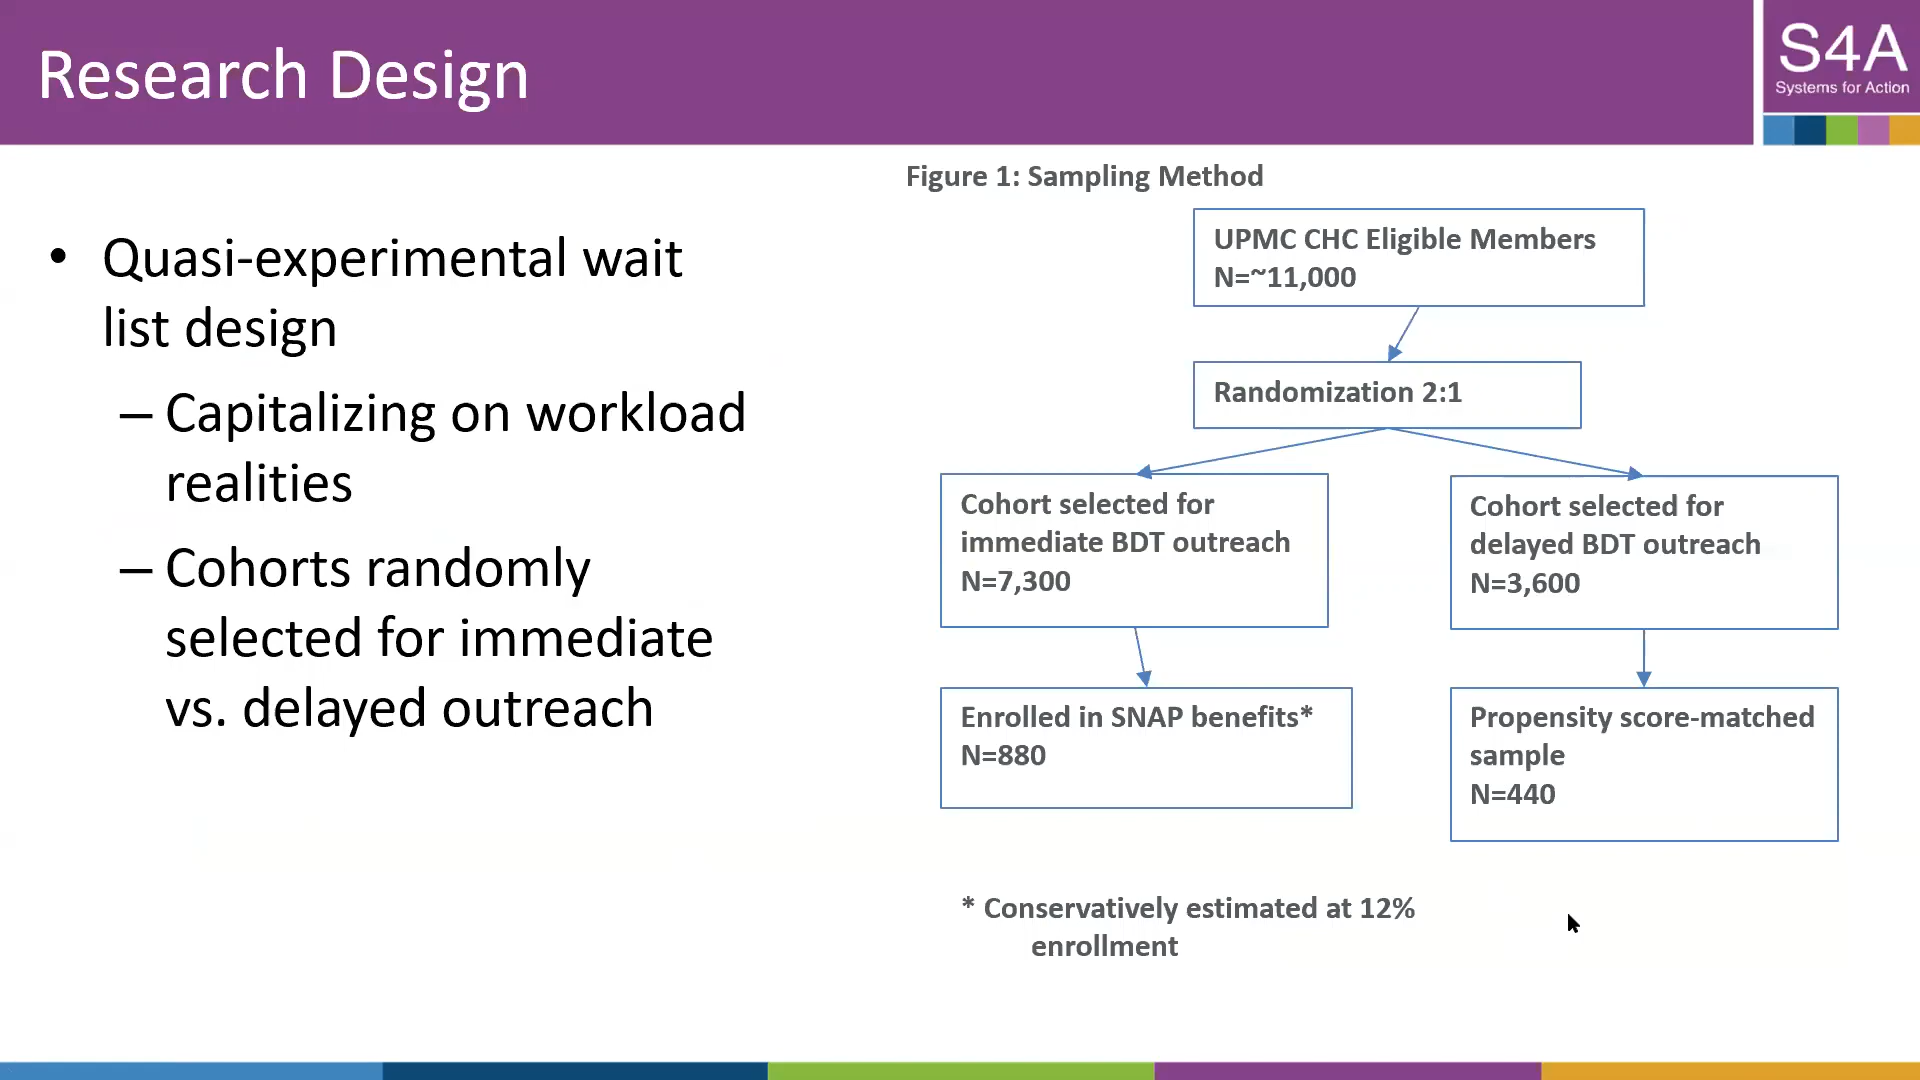 Research Design
S4A
Systems for Action
• Quasi-experimental wait
list design
– Capitalizing on workload
realities
– Cohorts randomly
selected for immediate
vs. delayed outreach
Figure 1: Sampling Method
UPMC CHC Eligible Members
N=~11,000
Randomization 2:1
Cohort selected for
immediate BDT outreach
N=7,300
Cohort selected for
delayed BDT outreach
N=3,600
Enrolled in SNAP benefits*
N=880
Propensity score-matched
sample
N=440
* Conservatively estimated at 12%
enrollment